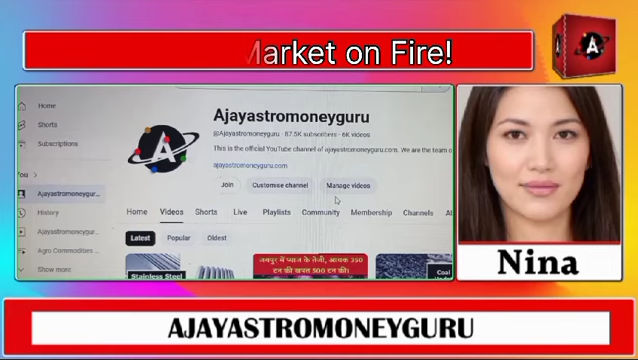 Market on Fire!
Home
Shorts
Subscriptions
You >
Ajayastromoneygur...
History
Ajayastromoneygur...
Agro Commodities ...
Show more
Ajayastromoneyguru
@Ajayastromoneyguru · 87.5K subscribers · 6K videos
This is the official YouTube channel of ajayastromoneyguru.com. We are the team o
ajayastromoneyguru.com
Join
Customise channel
Manage videos
Home
Videos
Shorts
Live
Playlists
Community
Membership
Channels
Latest
Popular
Oldest
Stainless Steel
जयपुर में प्याज के तेजी, आवक 350
टन की खपत 500 टन की।
Coal
A
A
Nina
AJAYASTROMONEYGURU